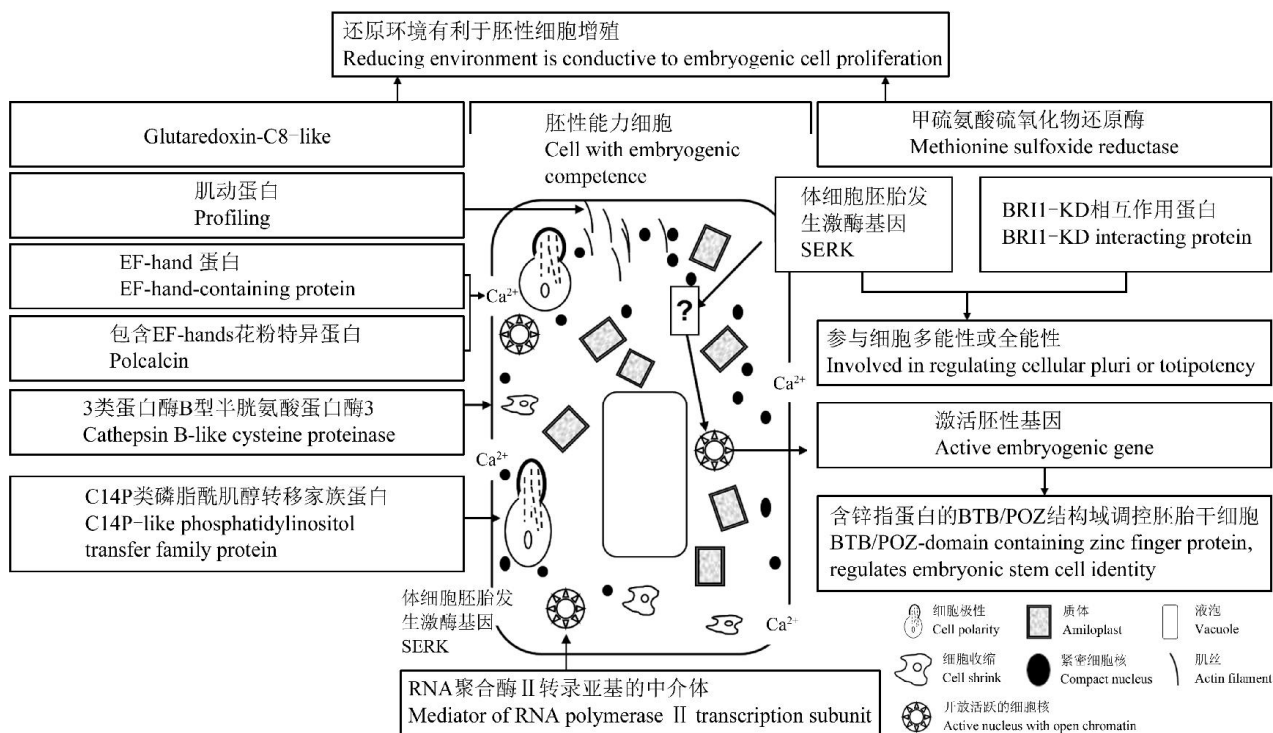 还原环境有利于胚性细胞增殖
Reducing environment is conductive to embryogenic cell proliferation
Glutaredoxin-C8-like
胚性能力细胞
Cell with embryogenic
competence
甲硫氨酸硫氧化物还原酶
Methionine sulfoxide reductase
肌动蛋白
Profiling
体细胞胚胎发
生激酶基因
SERK
BRI1-KD相互作用蛋白
BRI1-KD interacting protein
EF-hand 蛋白
EF-hand-containing protein
Ca2+
?
包含EF-hands花粉特异蛋白
Polcalcin
参与细胞多能性或全能性
Involved in regulating cellular pluri or totipotency
Ca2+
3类蛋白酶B型半胱氨酸蛋白酶3
Cathepsin B-like cysteine proteinase
激活胚性基因
Active embryogenic gene
Ca2+
C14P类磷脂酰肌醇转移家族蛋白
C14P-like phosphatidylinositol
transfer family protein
含锌指蛋白的BTB/POZ结构域调控胚胎干细胞
BTB/POZ-domain containing zinc finger protein,
regulates embryonic stem cell identity
体细胞胚胎发
生激酶基因
SERK
Ca2+
RNA聚合酶Ⅱ转录亚基的中介体
Mediator of RNA polymerase Ⅱ transcription subunit
细胞极性
Cell polarity
质体
Amiloplast
液泡
Vacuole
细胞收缩
Cell shrink
紧密细胞核
Compact nucleus
肌丝
Actin filament
开放活跃的细胞核
Active nucleus with open chromatin